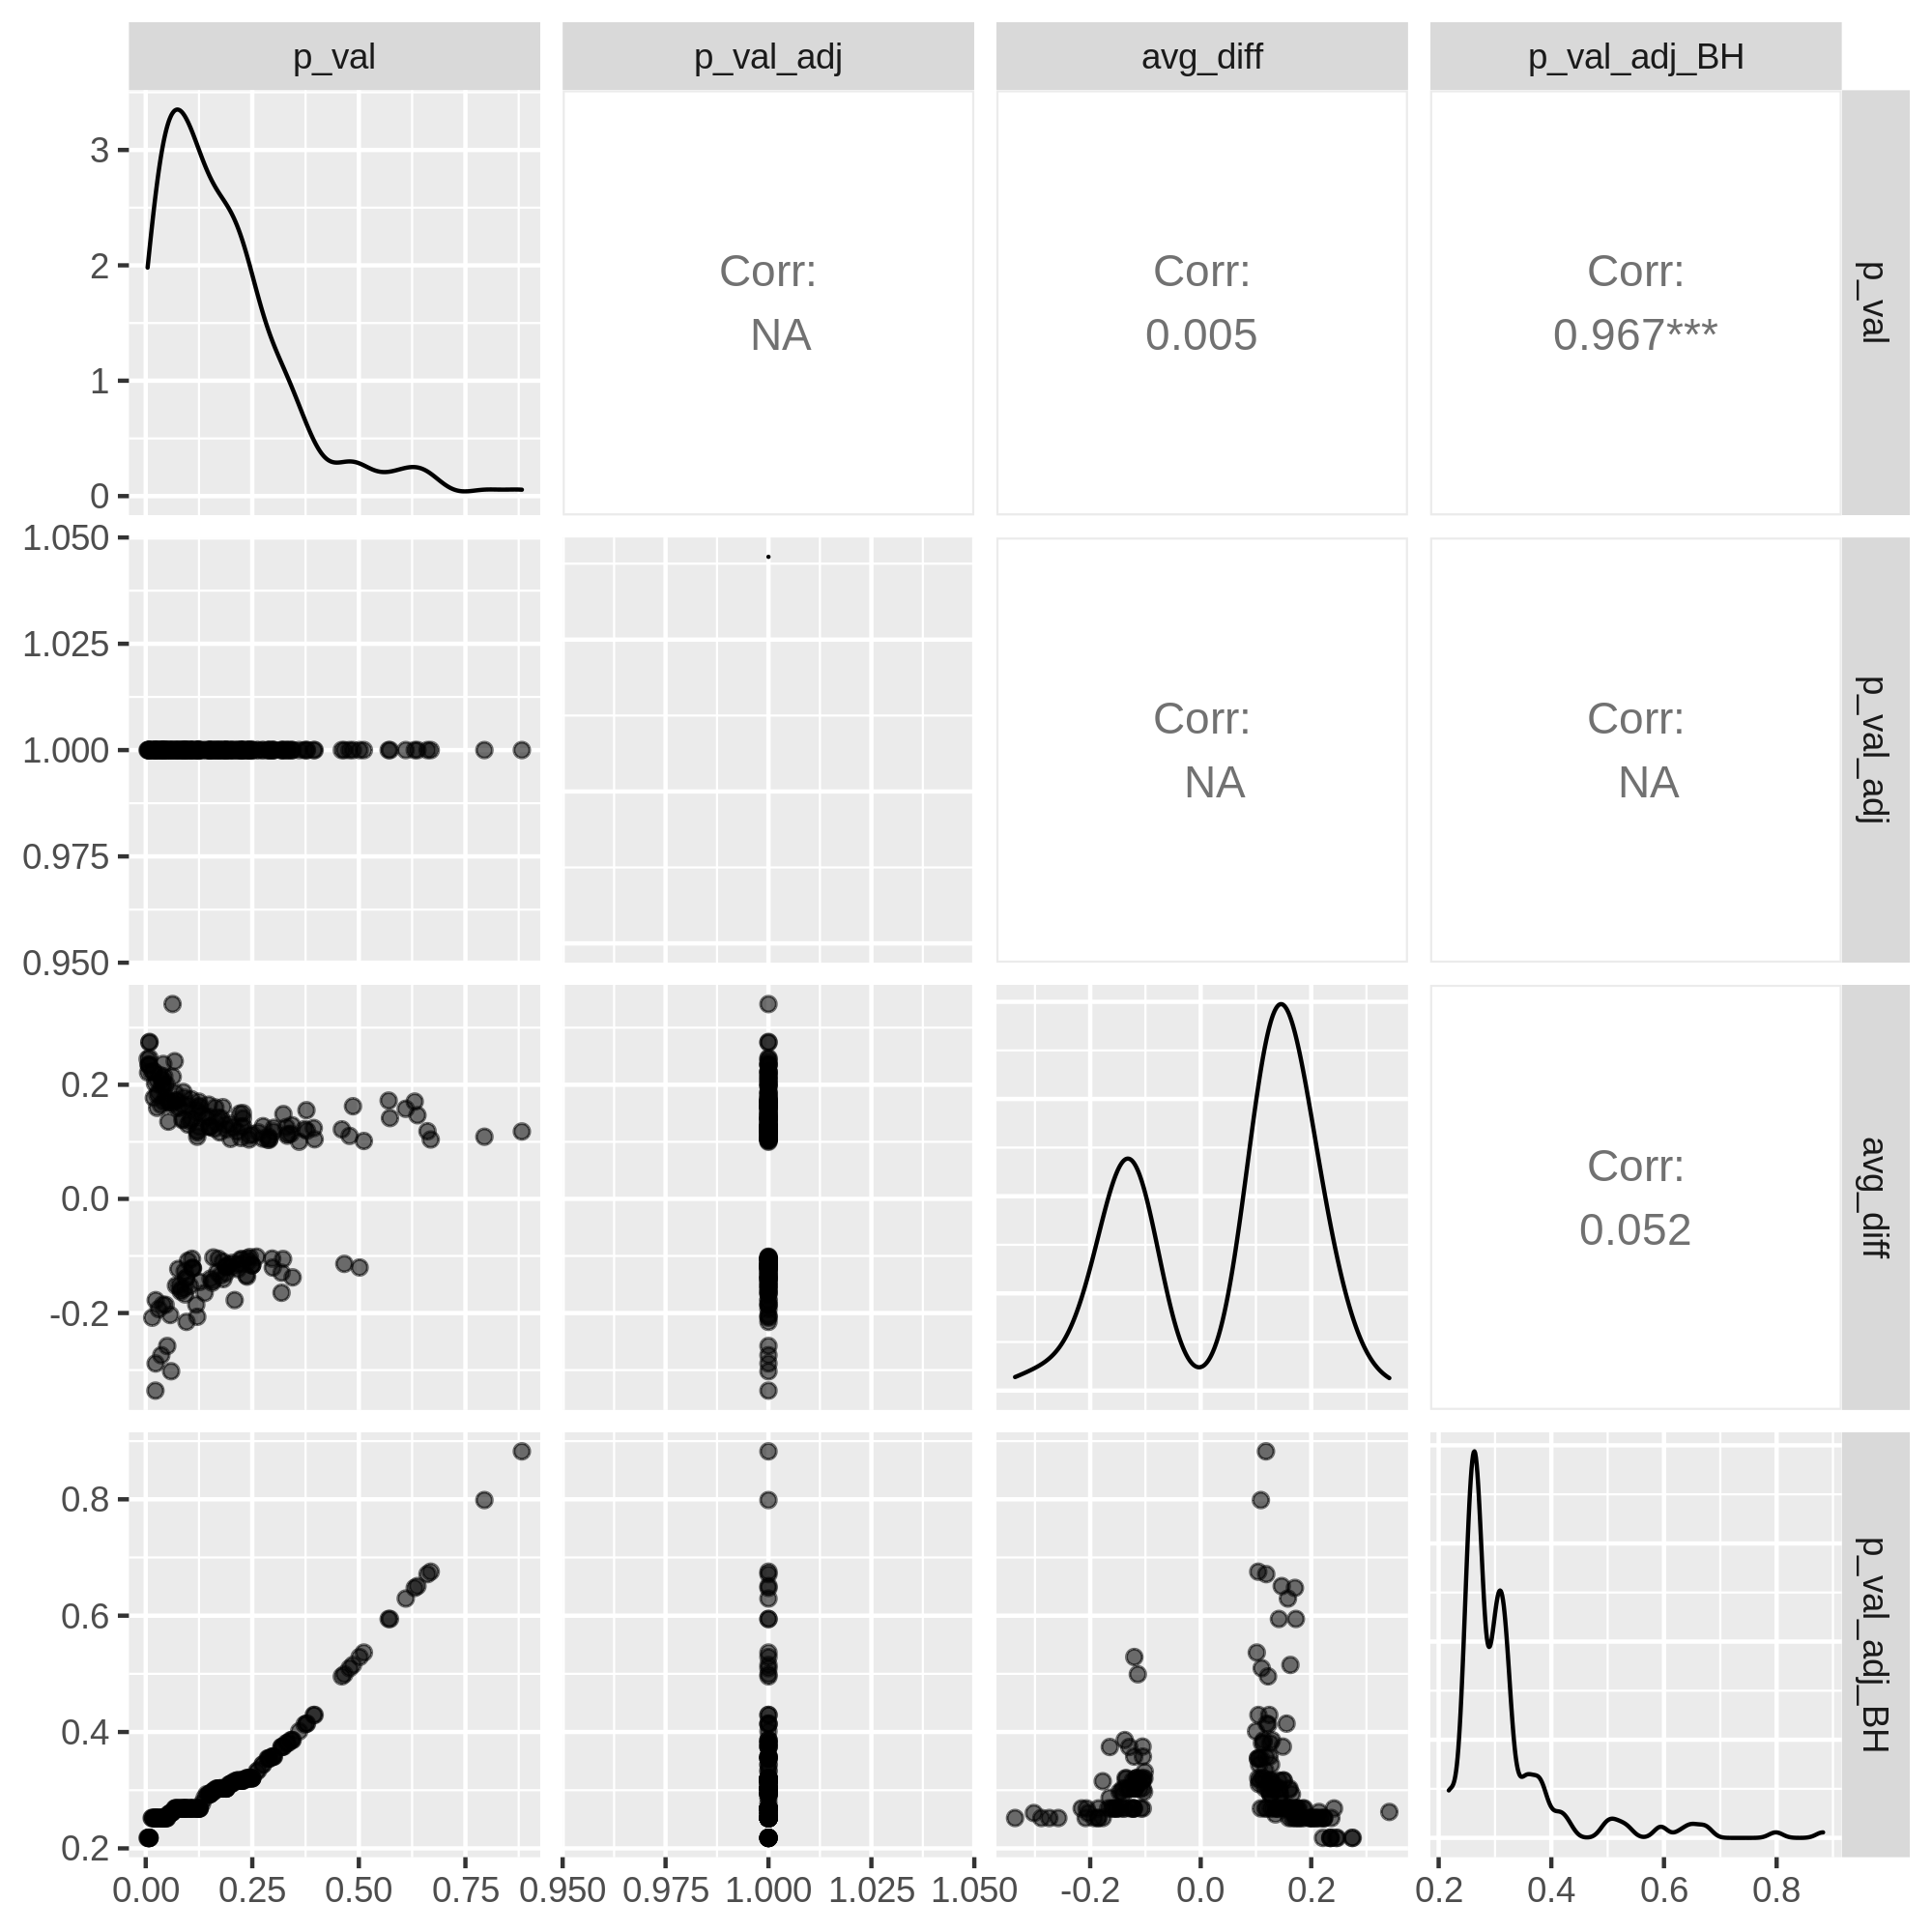 p_val
p_val_adj
avg_diff
p_val_adj_BH
3
2
1
0
Corr:
NA
Corr:
0.005
Corr:
0.967***
p_val
1.050
1.025
1.000
0.975
0.950
Corr:
NA
Corr:
NA
p_val_adj
0.2
0.0
-0.2
Corr:
0.052
avg_diff
0.8
0.6
0.4
0.2
p_val_adj_BH
0.00 0.25 0.50 0.75
0.950 0.975 1.000 1.025 1.050
-0.2 0.0 0.2
0.2 0.4 0.6 0.8